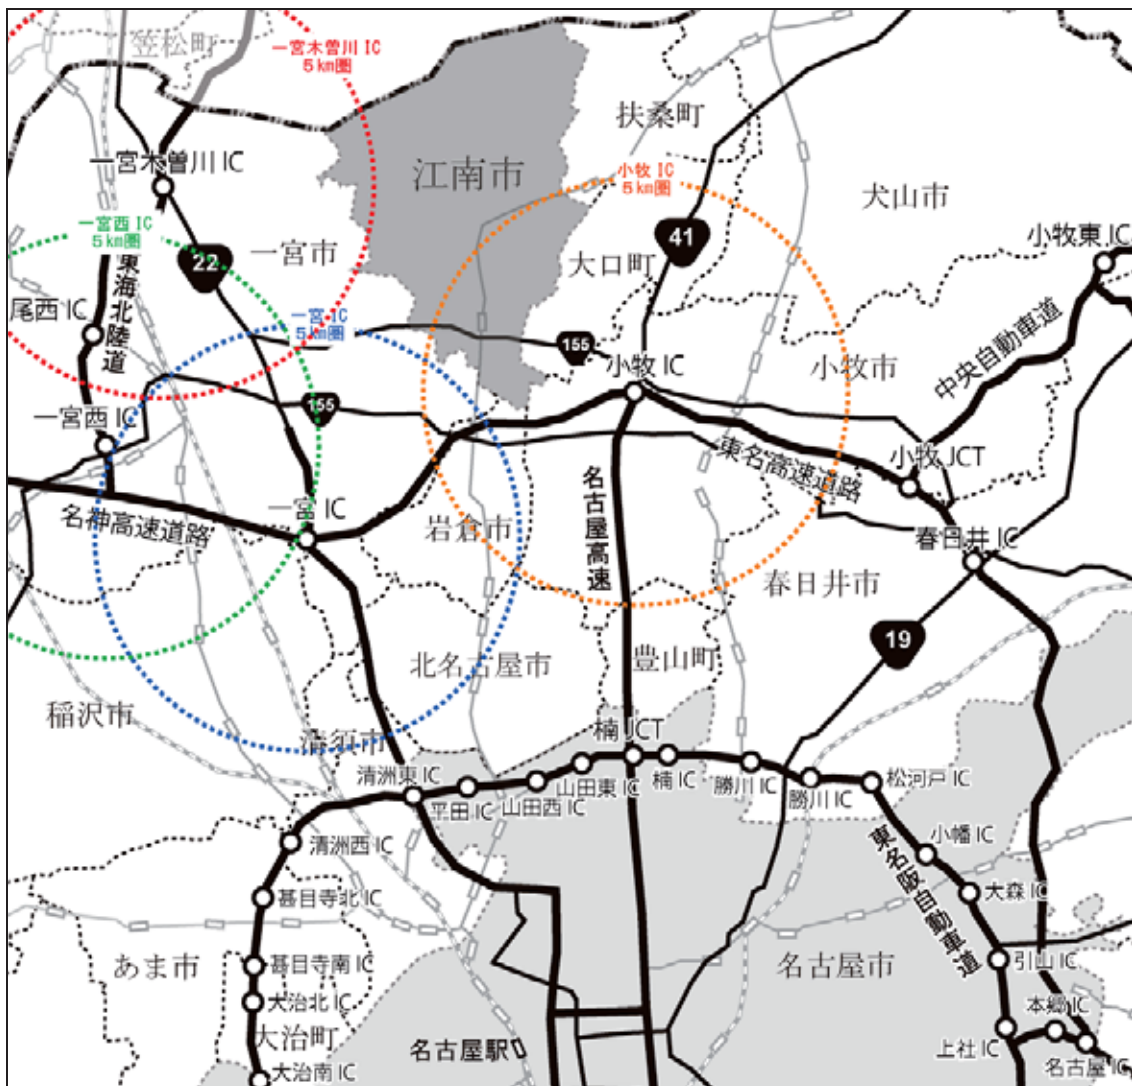 笠松町
一宮木曽川 IC
5㎞圏
扶桑町
一宮木曽川 IC
江南市
小牧 IC
5㎞圏
犬山市
一宮西 IC
5㎞圏
一宮市
22
41
大口町
小牧東 IC
東海北陸道
尾西 IC
一宮 IC
5㎞圏
155
小牧 IC
小牧市
中央自動車道
155
一宮西 IC
東名高速道路
小牧 JCT
名神高速道路
一宮 IC
岩倉市
名古屋高速
春日井 IC
春日井市
19
北名古屋市
豊山町
稲沢市
清須市
楠 JCT
清洲東 IC
平田 IC
山田西 IC
山田東 IC
楠 IC
勝川 IC
勝川 IC
松河戸 IC
清洲西 IC
小幡 IC
東名阪自動車道
甚目寺北 IC
大森 IC
あま市
甚目寺南 IC
名古屋市
引山 IC
大治北 IC
本郷 IC
大治町
名古屋駅
上社 IC
名古屋 IC
大治南 IC